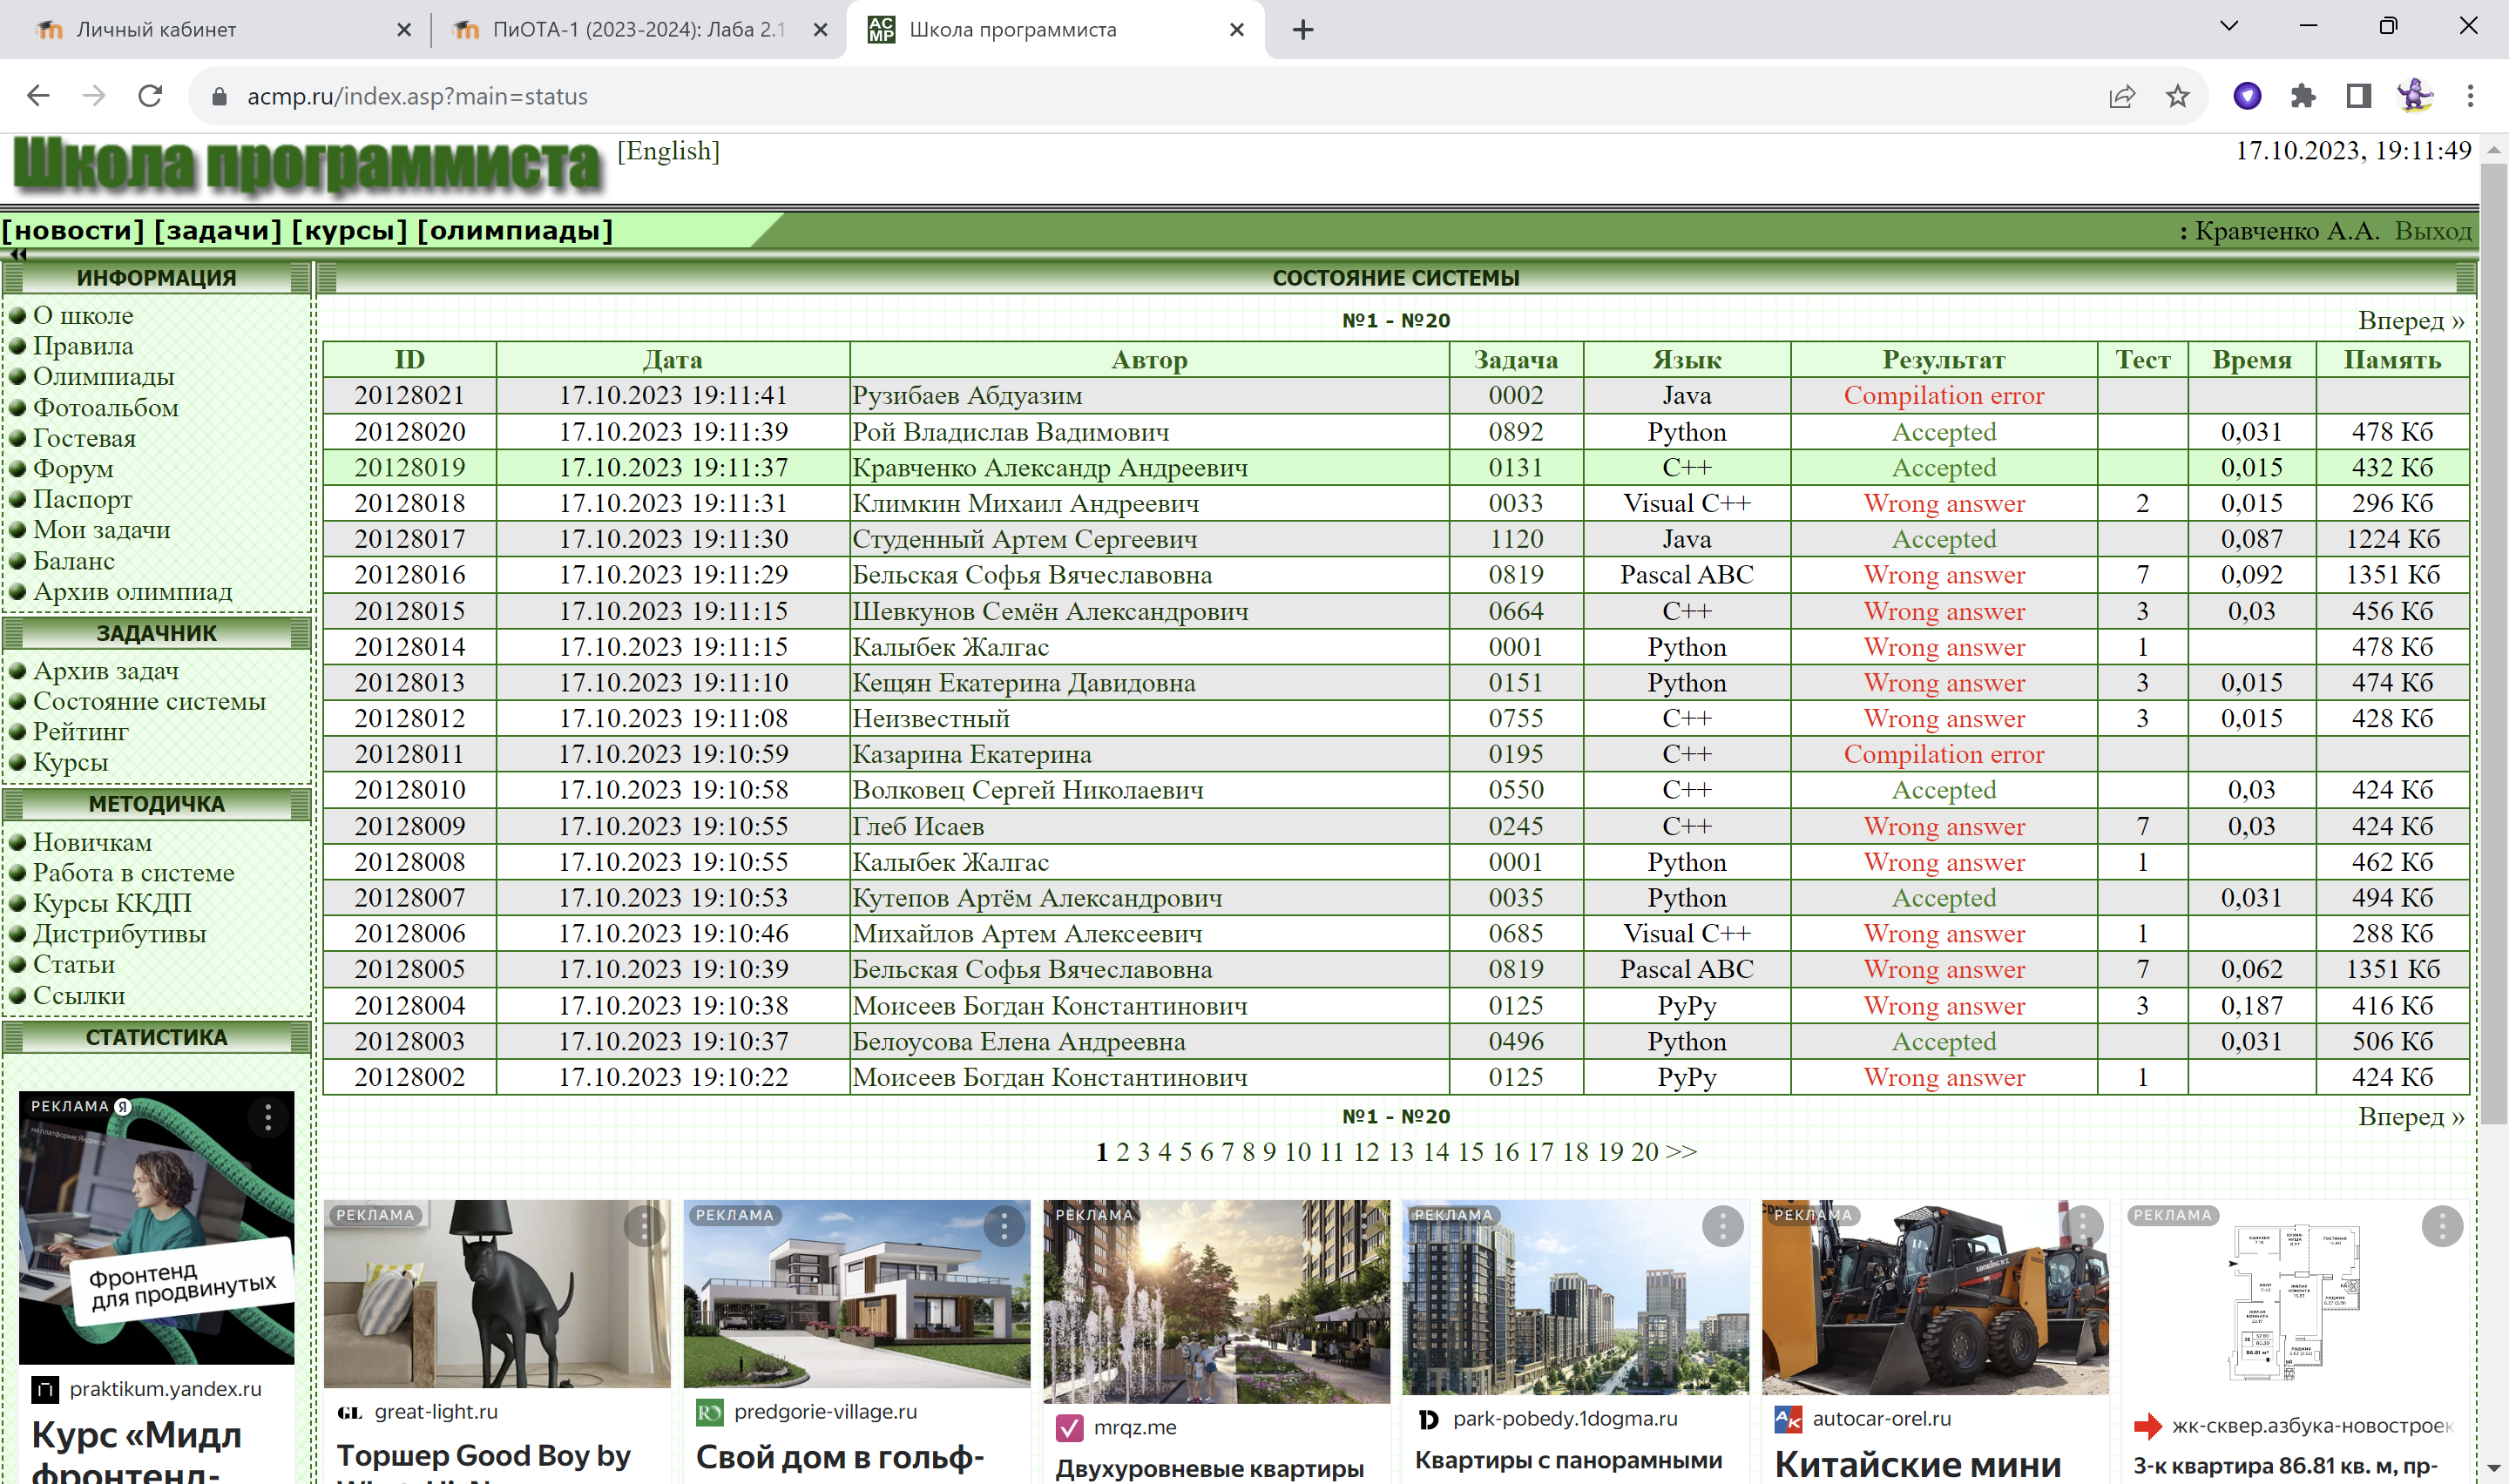 Личный кабинет
ПиОТА-1 (2023-2024): Лаба 2.1
Школа программиста
acmp.ru/index.asp?main=status
Школа программиста [English] 17.10.2023, 19:11:49
[новости] [задачи] [курсы] [олимпиады] : Кравченко А.А. Выход
ИНФОРМАЦИЯ
О школе
Правила
Олимпиады
Фотоальбом
Гостевая
Форум
Паспорт
Мои задачи
Баланс
Архив олимпиад
ЗАДАЧНИК
Архив задач
Состояние системы
Рейтинг
Курсы
МЕТОДИЧКА
Новичкам
Работа в системе
Курсы ККДП
Дистрибутивы
Статьи
Ссылки
СТАТИСТИКА
РЕКЛАМА Я
на платформе Яндекса
Фронтенд
для продвинутых
praktikum.yandex.ru
Курс «Мидл
фронтенд-
СОСТОЯНИЕ СИСТЕМЫ
№1 - №20 Вперед »
ID Дата Автор Задача Язык Результат Тест Время Память
20128021 17.10.2023 19:11:41 Рузибаев Абдуазим 0002 Java Compilation error
20128020 17.10.2023 19:11:39 Рой Владислав Вадимович 0892 Python Accepted 0,031 478 Кб
20128019 17.10.2023 19:11:37 Кравченко Александр Андреевич 0131 C++ Accepted 0,015 432 Кб
20128018 17.10.2023 19:11:31 Климкин Михаил Андреевич 0033 Visual C++ Wrong answer 2 0,015 296 Кб
20128017 17.10.2023 19:11:30 Студенный Артем Сергеевич 1120 Java Accepted 0,087 1224 Кб
20128016 17.10.2023 19:11:29 Бельская Софья Вячеславовна 0819 Pascal ABC Wrong answer 7 0,092 1351 Кб
20128015 17.10.2023 19:11:15 Шевкунов Семён Александрович 0664 C++ Wrong answer 3 0,03 456 Кб
20128014 17.10.2023 19:11:15 Калыбек Жалгас 0001 Python Wrong answer 1 478 Кб
20128013 17.10.2023 19:11:10 Кещян Екатерина Давидовна 0151 Python Wrong answer 3 0,015 474 Кб
20128012 17.10.2023 19:11:08 Неизвестный 0755 C++ Wrong answer 3 0,015 428 Кб
20128011 17.10.2023 19:10:59 Казарина Екатерина 0195 C++ Compilation error
20128010 17.10.2023 19:10:58 Волковец Сергей Николаевич 0550 C++ Accepted 0,03 424 Кб
20128009 17.10.2023 19:10:55 Глеб Исаев 0245 C++ Wrong answer 7 0,03 424 Кб
20128008 17.10.2023 19:10:55 Калыбек Жалгас 0001 Python Wrong answer 1 462 Кб
20128007 17.10.2023 19:10:53 Кутепов Артём Александрович 0035 Python Accepted 0,031 494 Кб
20128006 17.10.2023 19:10:46 Михайлов Артем Алексеевич 0685 Visual C++ Wrong answer 1 288 Кб
20128005 17.10.2023 19:10:39 Бельская Софья Вячеславовна 0819 Pascal ABC Wrong answer 7 0,062 1351 Кб
20128004 17.10.2023 19:10:38 Моисеев Богдан Константинович 0125 PyPy Wrong answer 3 0,187 416 Кб
20128003 17.10.2023 19:10:37 Белоусова Елена Андреевна 0496 Python Accepted 0,031 506 Кб
20128002 17.10.2023 19:10:22 Моисеев Богдан Константинович 0125 PyPy Wrong answer 1 424 Кб
№1 - №20 Вперед »
1 2 3 4 5 6 7 8 9 10 11 12 13 14 15 16 17 18 19 20 >>
РЕКЛАМА
great-light.ru
Торшер Good Boy by
РЕКЛАМА
predgorie-village.ru
Свой дом в гольф-
РЕКЛАМА
mrqz.me
Двухуровневые квартиры
РЕКЛАМА
park-pobedy.1dogma.ru
Квартиры с панорамными
РЕКЛАМА
LONKING
autocar-orel.ru
Китайские мини
РЕКЛАМА
86.81 м²
жк-сквер.азбука-новостроек
3-к квартира 86.81 кв. м, пр-